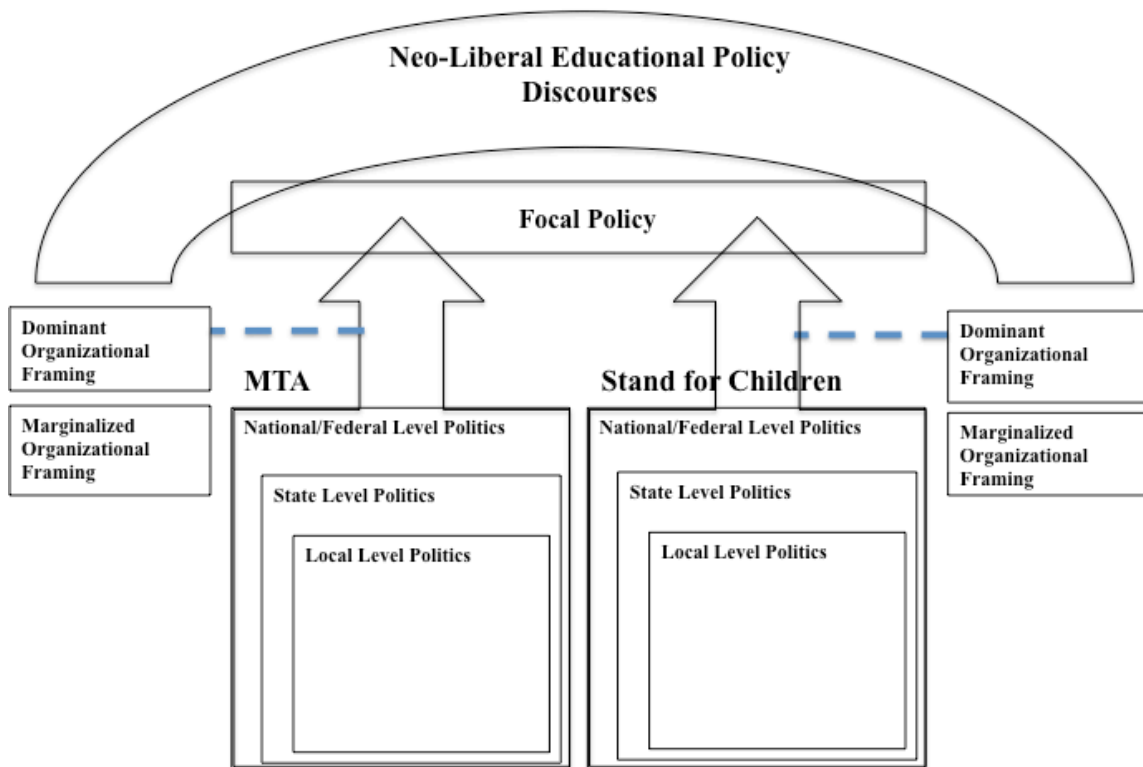 Neo-Liberal Educational Policy
Discourses
Focal Policy
Dominant
Organizational
Framing
Marginalized
Organizational
Framing
MTA
National/Federal Level Politics
State Level Politics
Local Level Politics
Stand for Children
National/Federal Level Politics
State Level Politics
Local Level Politics
Dominant
Organizational
Framing
Marginalized
Organizational
Framing